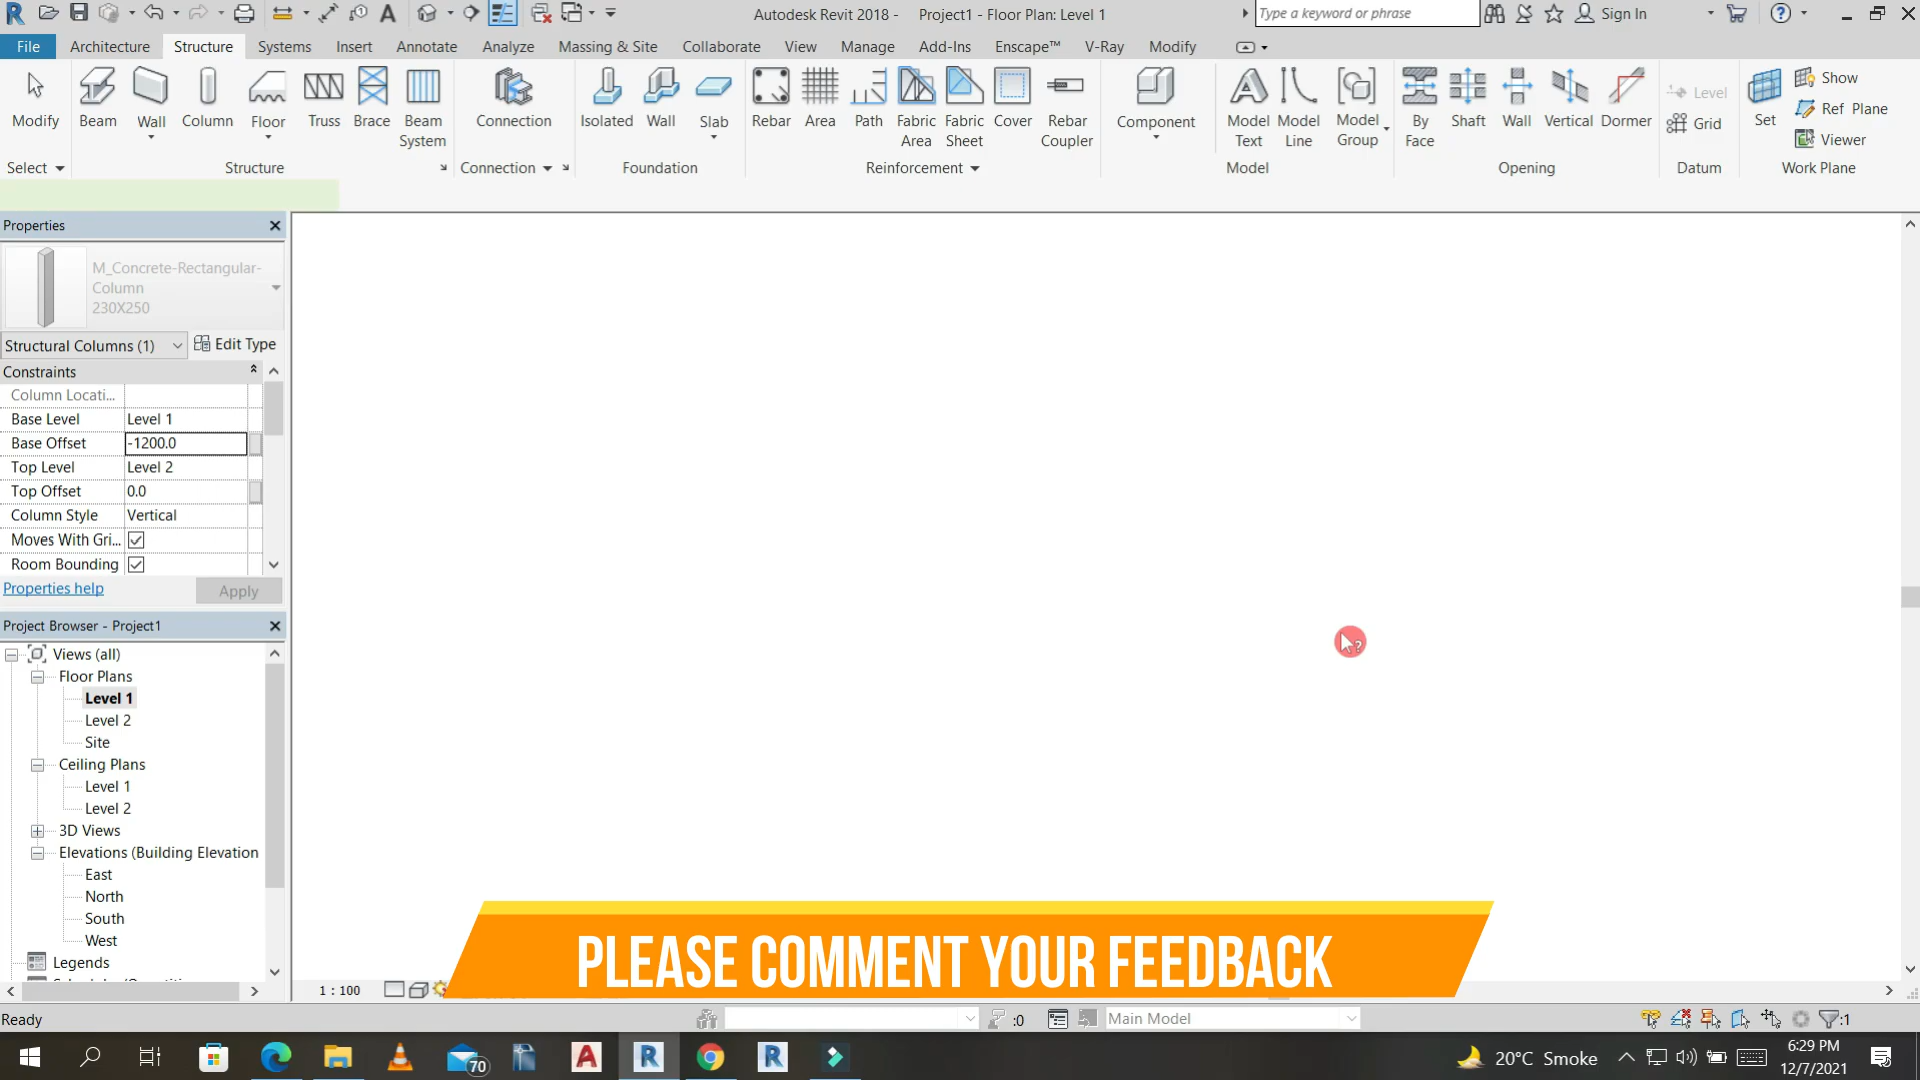 Autodesk Revit 2018 - Project1 - Floor Plan: Level 1
Type a keyword or phrase
Sign In
File Architecture Structure Systems Insert Annotate Analyze Massing & Site Collaborate View Manage Add-Ins Enscape™ V-Ray Modify
Modify
Beam
Wall
Column
Floor
Truss
Brace
Beam
System
Connection
Isolated
Wall
Slab
Rebar
Area
Path
Fabric
Area
Fabric
Sheet
Cover
Rebar
Coupler
Component
Model
Text
Model
Line
Model
Group
By
Face
Shaft
Wall
Vertical
Dormer
Level
Grid
Set
Show
Ref Plane
Viewer
Select
Structure
Connection
Foundation
Reinforcement
Model
Opening
Datum
Work Plane
Properties
M_Concrete-Rectangular-
Column
230X250
Structural Columns (1)
Edit Type
Constraints
Column Locati...
Base Level Level 1
Base Offset -1200.0
Top Level Level 2
Top Offset 0.0
Column Style Vertical
Moves With Gri...
Room Bounding
Properties help
Apply
Project Browser - Project1
Views (all)
Floor Plans
Level 1
Level 2
Site
Ceiling Plans
Level 1
Level 2
3D Views
Elevations (Building Elevation
East
North
South
West
Legends
1 : 100
PLEASE COMMENT YOUR FEEDBACK
Ready
:0
Main Model
:1
70
20°C Smoke
6:29 PM
12/7/2021